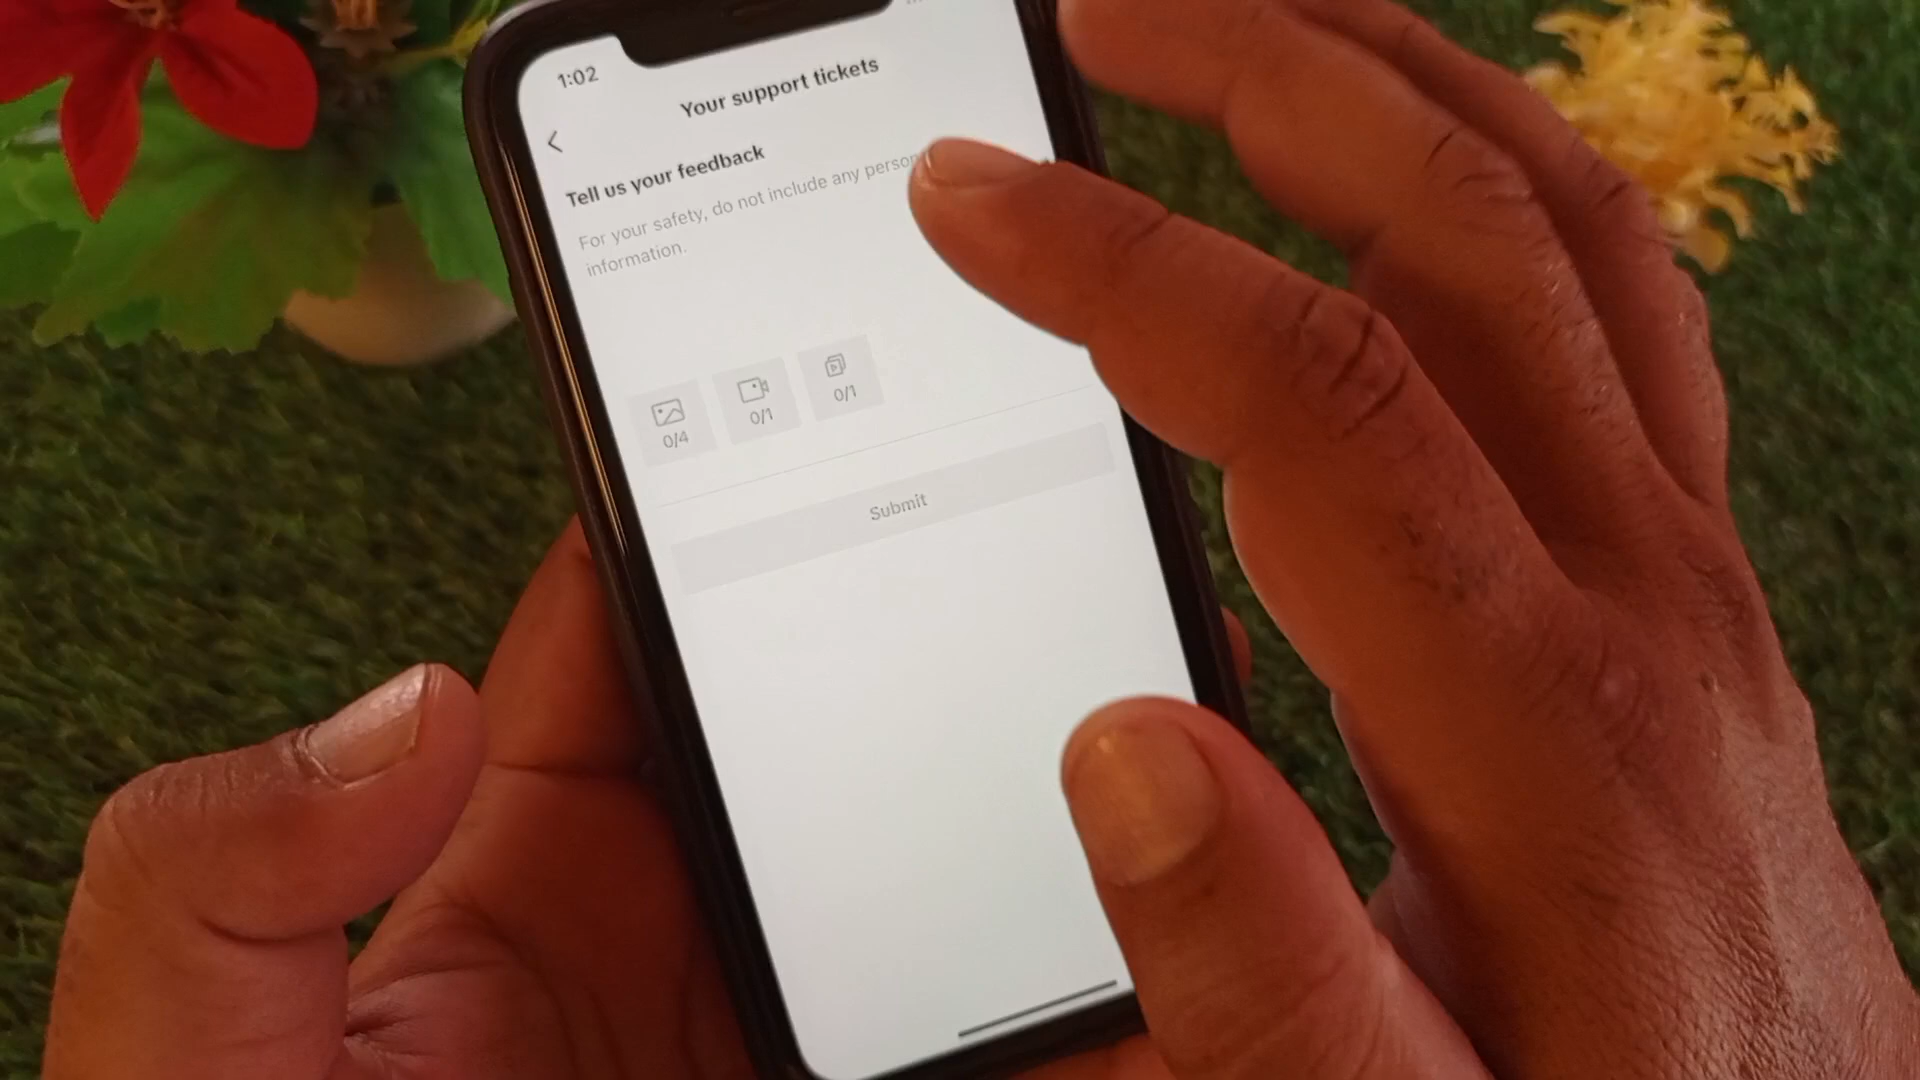 1:02
Your support tickets
Tell us your feedback
For your safety, do not include any
information.
0/4
0/1
0/1
Submit